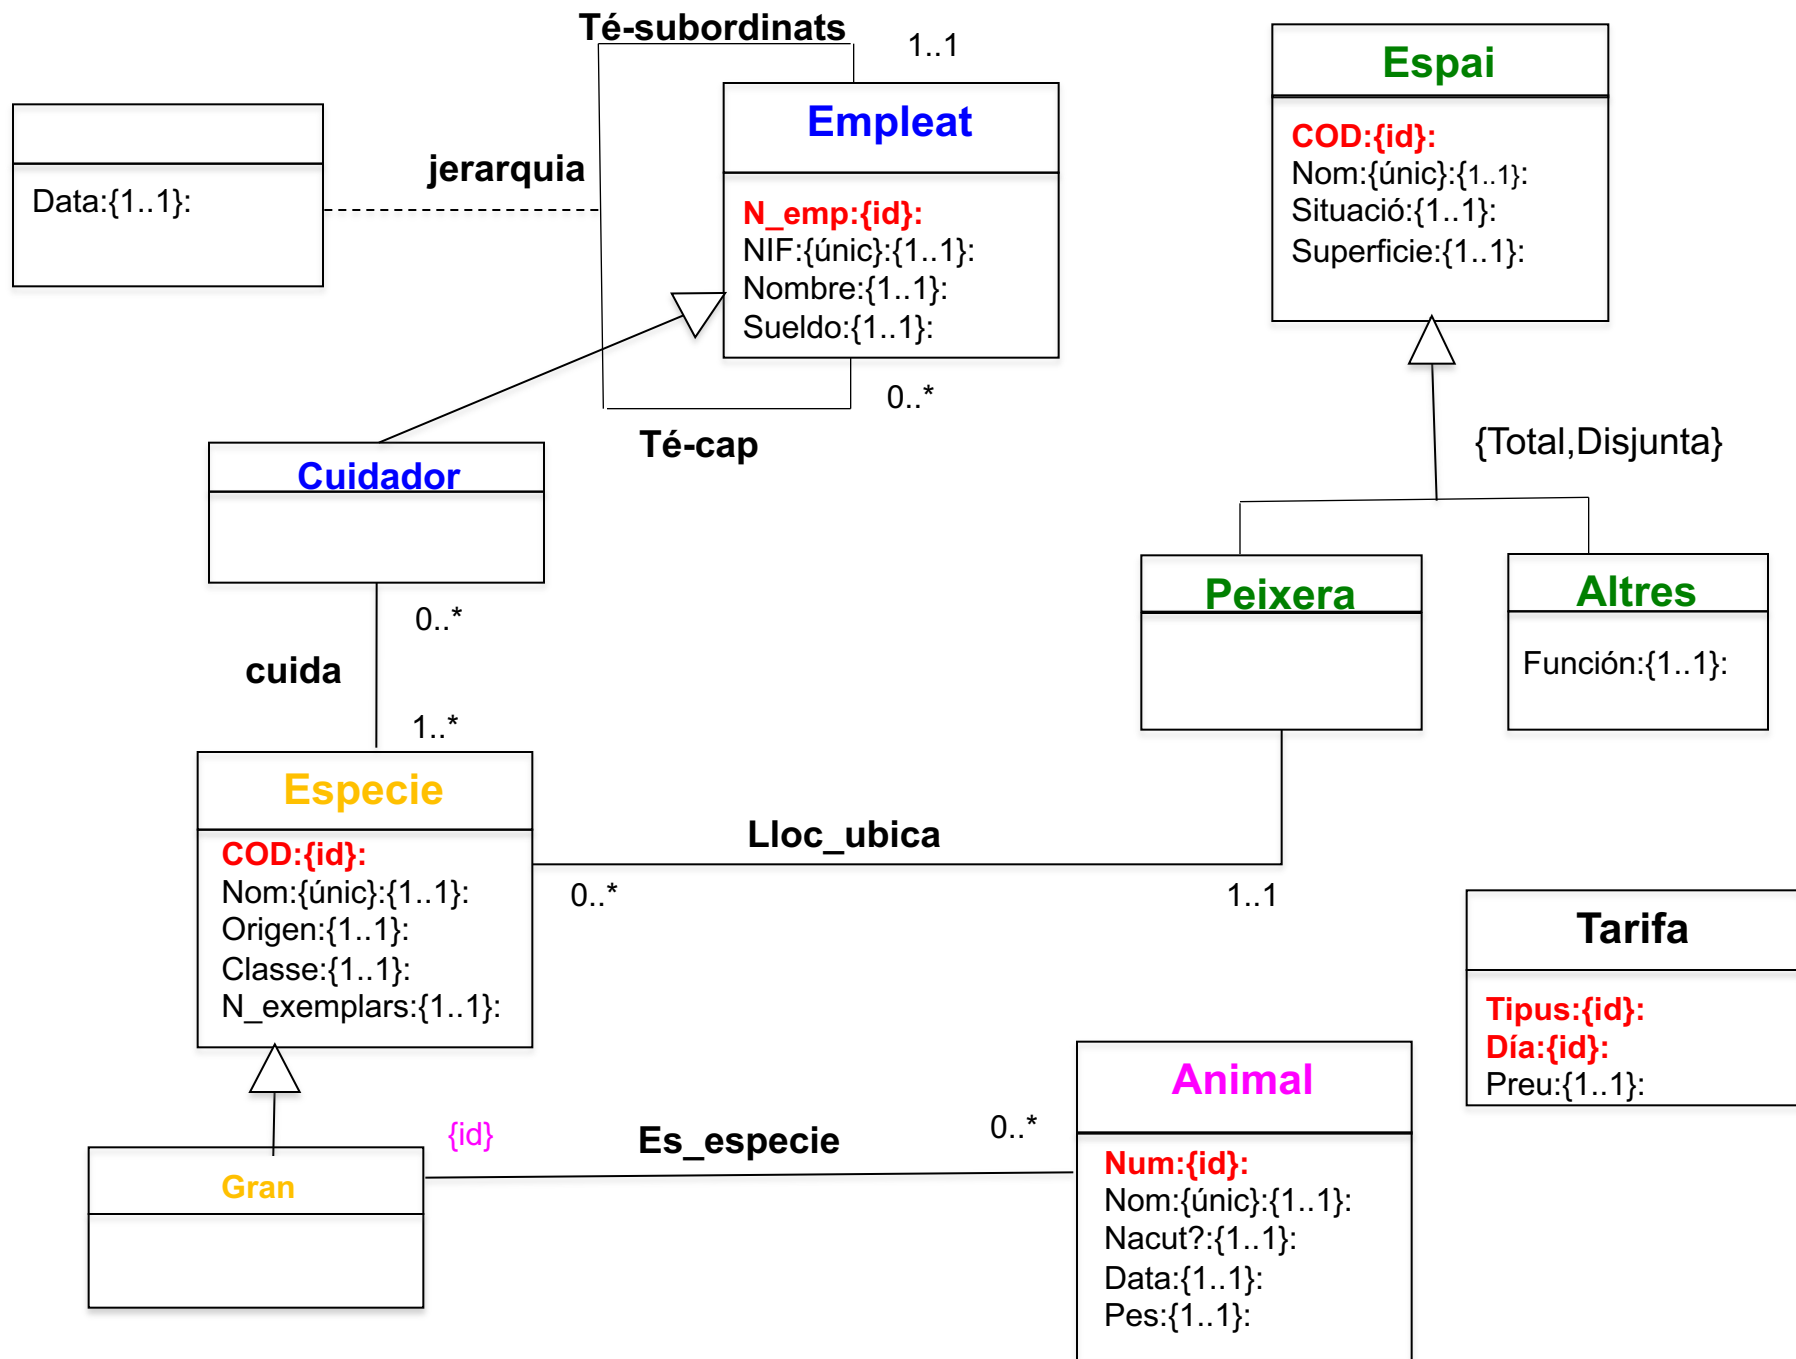 Té-subordinats
1..1
Empleat
N_emp:{id}:
NIF:{únic}:{1..1}:
Nombre:{1..1}:
Sueldo:{1..1}:
0..*
Té-cap
jerarquia
Data:{1..1}:
Espai
COD:{id}:
Nom:{únic}:{1..1}:
Situació:{1..1}:
Superficie:{1..1}:
{Total,Disjunta}
Cuidador
0..*
cuida
1..*
Peixera
Altres
Función:{1..1}:
Especie
COD:{id}:
Nom:{únic}:{1..1}:
Origen:{1..1}:
Classe:{1..1}:
N_exemplars:{1..1}:
Lloc_ubica
0..*
1..1
Tarifa
Tipus:{id}:
Día:{id}:
Preu:{1..1}:
Gran
{id}
Es_especie
0..*
Animal
Num:{id}:
Nom:{únic}:{1..1}:
Nacut?:{1..1}:
Data:{1..1}:
Pes:{1..1}: